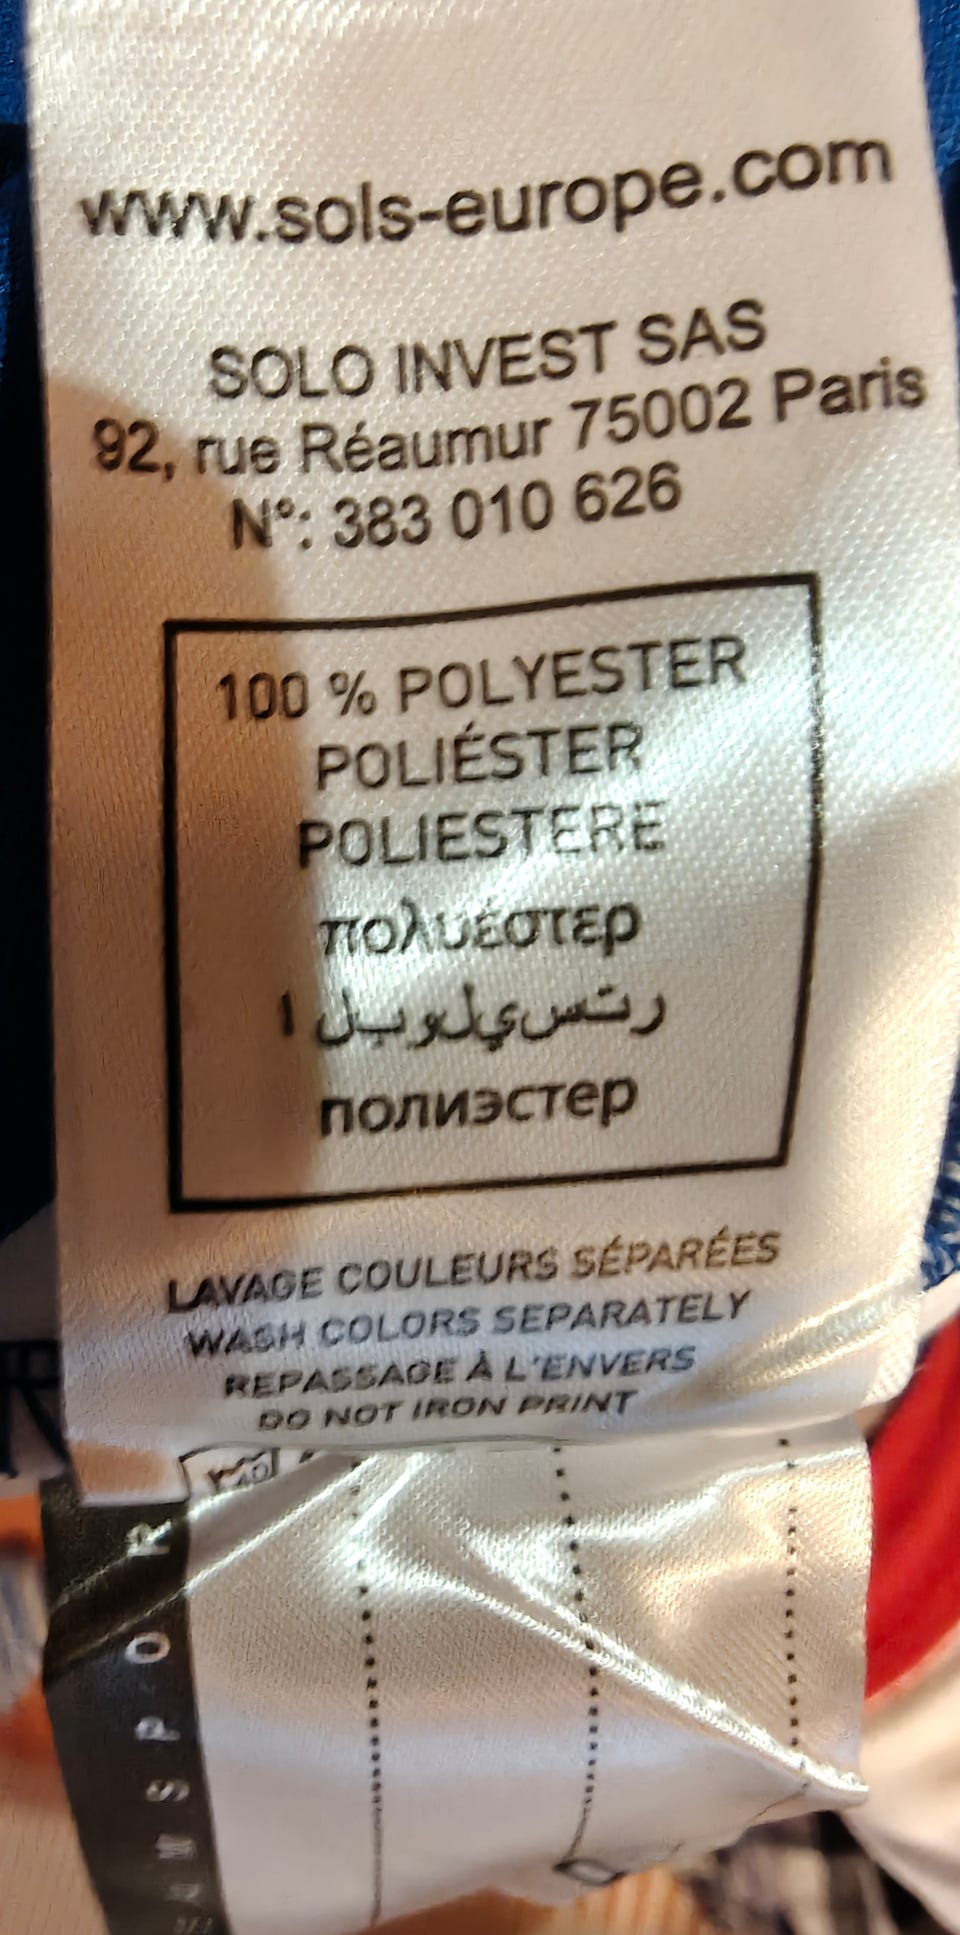 www.sols-europe.com
SOLO INVEST SAS
92, rue Réaumur 75002 Paris
N°: 383 010 626
100 % POLYESTER
POLIÉSTER
POLIESTERE
πολυέστερ
ر ت س ي ل و ب ل ا
полиэстер
LAVAGE COULEURS SÉPARÉES
WASH COLORS SEPARATELY
REPASSAGE À L'ENVERS
DO NOT IRON PRINT
40